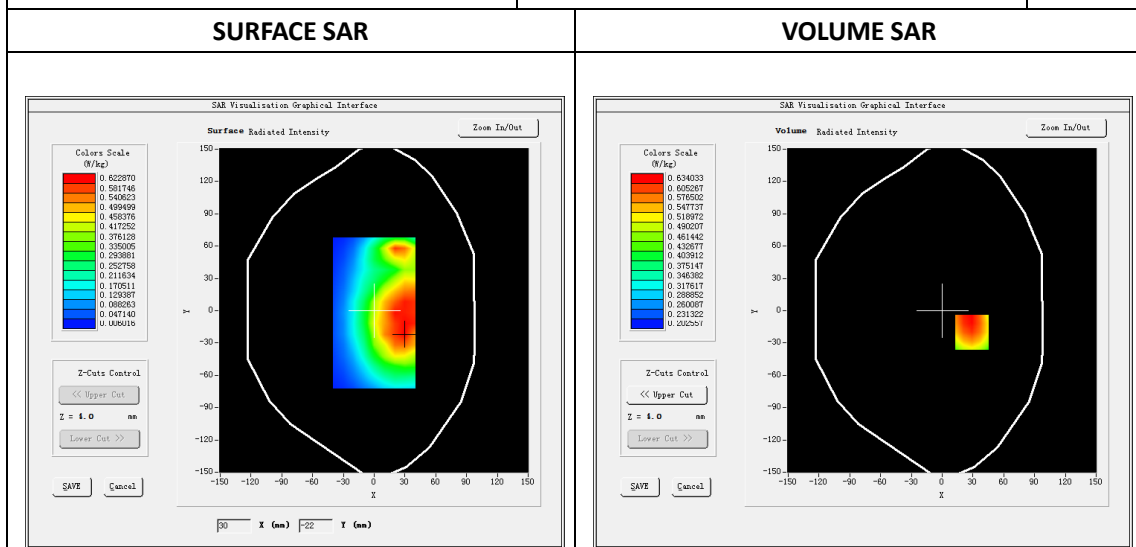 SURFACE SAR
VOLUME SAR
SAR Visualisation Graphical Interface
Surface Radiated Intensity
Zoom In/Out
Colors Scale
(W/kg)
0.622870
0.581746
0.540623
0.499499
0.458376
0.417252
0.376128
0.335005
0.293881
0.252758
0.211634
0.170511
0.129387
0.088263
0.047140
0.006016
Z-Cuts Control
<< Upper Cut
Z = 4.0 mm
Lower Cut >>
SAVE
Cancel
150
120
90
60
30
0
-30
-60
-90
-120
-150
Y
-150 -120 -90 -60 -30 0 30 60 90 120 150
X
30 X (mm) -22 Y (mm)
SAR Visualisation Graphical Interface
Volume Radiated Intensity
Zoom In/Out
Colors Scale
(W/kg)
0.634033
0.605267
0.576502
0.547737
0.518972
0.490207
0.461442
0.432677
0.403912
0.375147
0.346382
0.317617
0.288852
0.260087
0.231322
0.202557
Z-Cuts Control
<< Upper Cut
Z = 4.0 mm
Lower Cut >>
SAVE
Cancel
150
120
90
60
30
0
-30
-60
-90
-120
-150
Y
-150 -120 -90 -60 -30 0 30 60 90 120 150
X